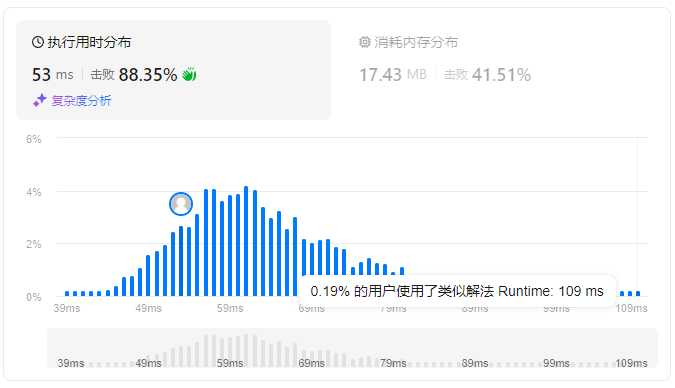 执行用时分布
消耗内存分布
53 ms 击败 88.35%
17.43 MB 击败 41.51%
复杂度分析
6%
4%
2%
0%
0.19% 的用户使用了类似解法 Runtime: 109 ms
39ms 49ms 59ms 69ms 79ms 89ms 99ms 109ms
39ms 49ms 59ms 69ms 79ms 89ms 99ms 109ms